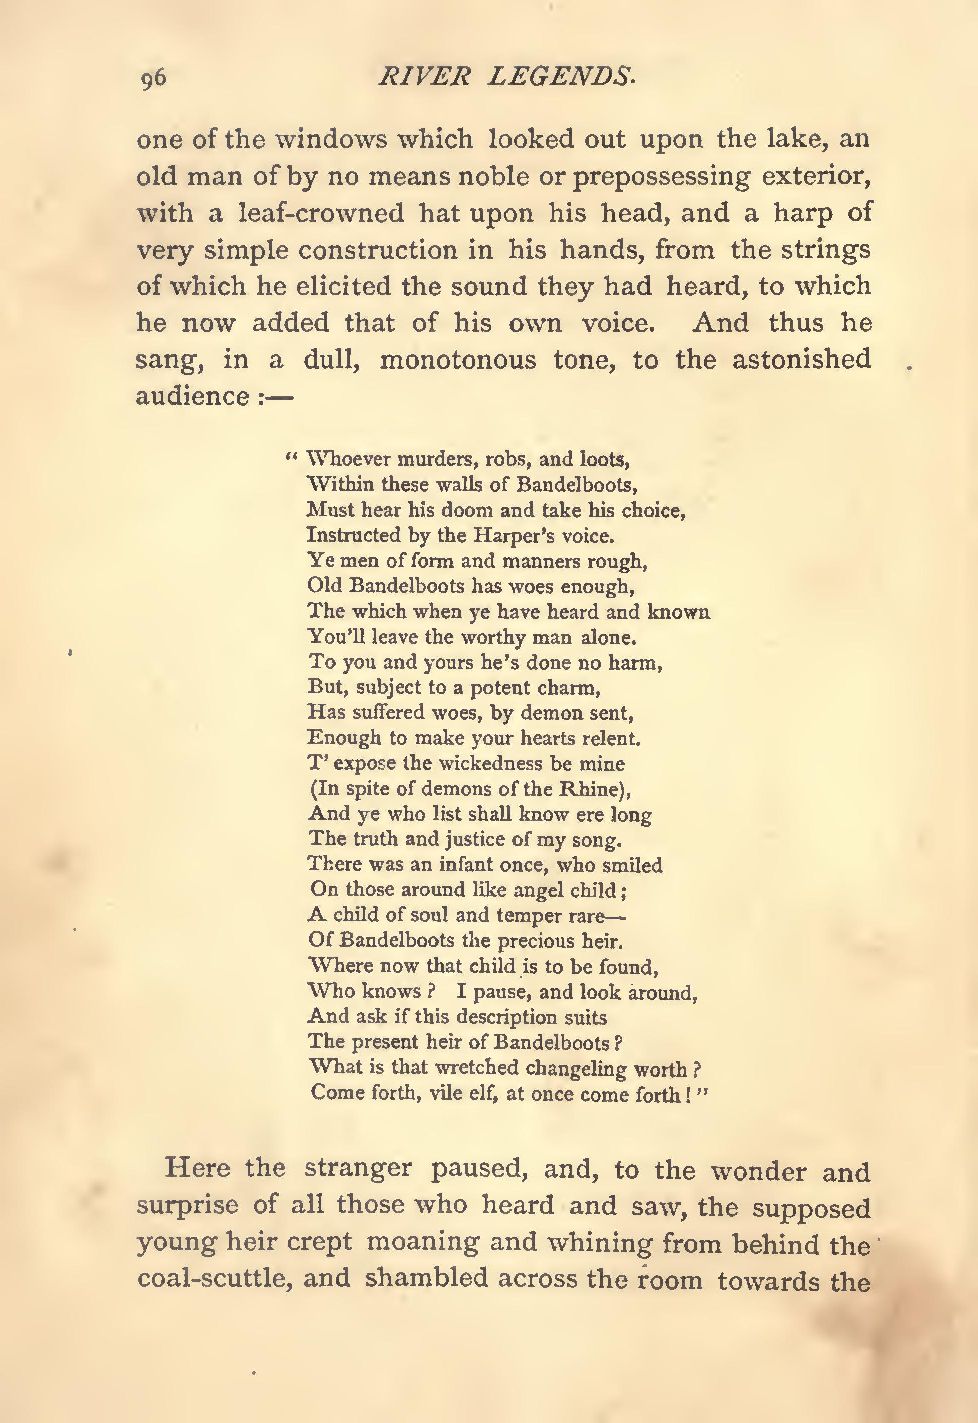 96 RIVER LEGENDS.
one of the windows which looked out upon the lake, an
old man of by no means noble or prepossessing exterior,
with a leaf-crowned hat upon his head, and a harp of
very simple construction in his hands, from the strings
of which he elicited the sound they had heard, to which
he now added that of his own voice. And thus he
sang, in a dull, monotonous tone, to the astonished
audience :—
“ Whoever murders, robs, and loots,
Within these walls of Bandelboots,
Must hear his doom and take his choice,
Instructed by the Harper’s voice.
Ye men of form and manners rough,
Old Bandelboots has woes enough,
The which when ye have heard and known
You’ll leave the worthy man alone.
To you and yours he’s done no harm,
But, subject to a potent charm,
Has suffered woes, by demon sent,
Enough to make your hearts relent.
T’ expose the wickedness be mine
(In spite of demons of the Rhine),
And ye who list shall know ere long
The truth and justice of my song.
There was an infant once, who smiled
On those around like angel child ;
A child of soul and temper rare—
Of Bandelboots the precious heir.
Where now that child is to be found,
Who knows ? I pause, and look around,
And ask if this description suits
The present heir of Bandelboots ?
What is that wretched changeling worth ?
Come forth, vile elf, at once come forth ! ”
Here the stranger paused, and, to the wonder and
surprise of all those who heard and saw, the supposed
young heir crept moaning and whining from behind the
coal-scuttle, and shambled across the room towards the